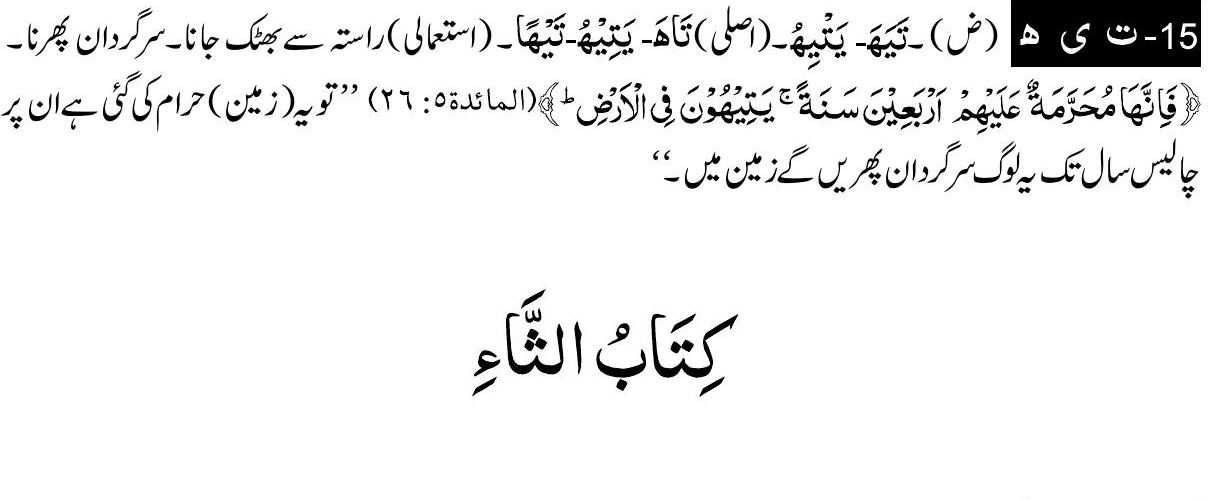 15- ت ی ھ (ض)۔تَیَھَ۔ یَتْیِھُ۔(اصلی)تَاہَ۔ یَتِیْھُ۔تَیْھًا۔(استعمالی)راستہ سے بھٹک جانا۔سرگردان پھرنا۔
﴿فَاِنَّهَا مُحَرَّمَةٌ عَلَيْهِمْ اَرْبَعِيْنَ سَنَةً ۚ يَتِيْهُوْنَ فِى الْاَرْضِ ؕ﴾(المائدة۵: ۲۶) ’’تو یہ(زمین)حرام کی گئی ہے ان پر
چالیس سال تک یہ لوگ سرگردان پھریں گے زمین میں۔‘‘
كِتَابُ الثَّاءِ